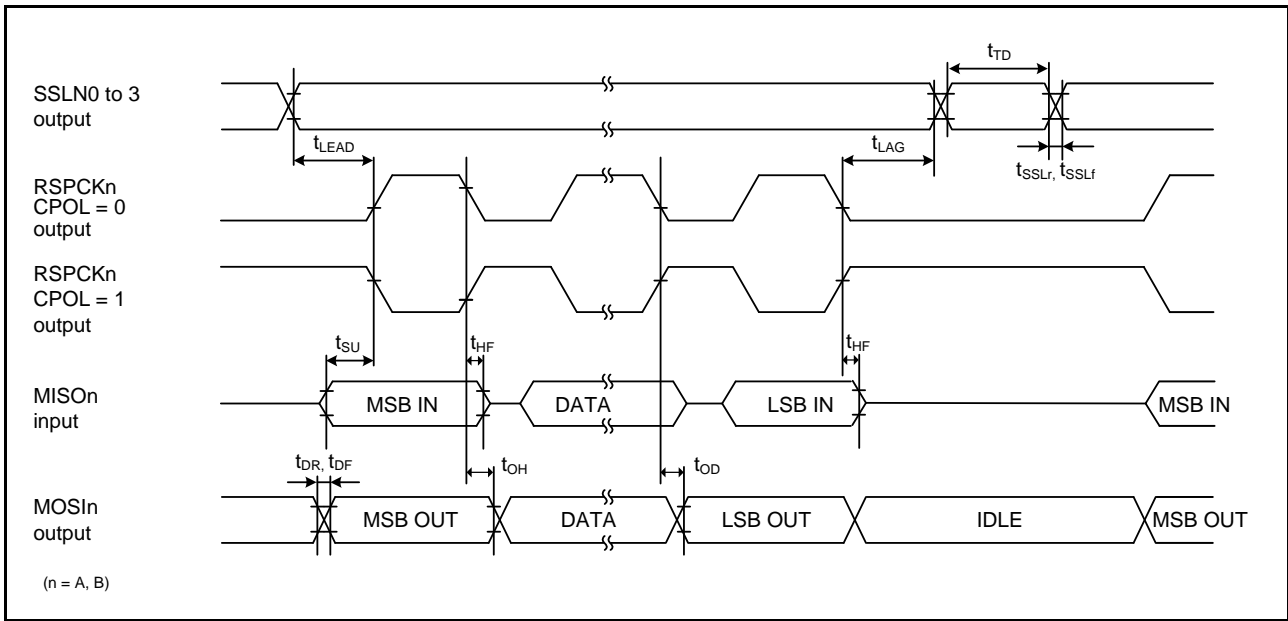 SSLN0 to 3
output
tTD
tLEAD
tLAG
tSSLr, tSSLf
RSPCKn
CPOL = 0
output
RSPCKn
CPOL = 1
output
tSU
tHF
tHF
MISOn
input
MSB IN
DATA
LSB IN
MSB IN
tDR, tDF
tOH
tOD
MOSIn
output
MSB OUT
DATA
LSB OUT
IDLE
MSB OUT
(n = A, B)